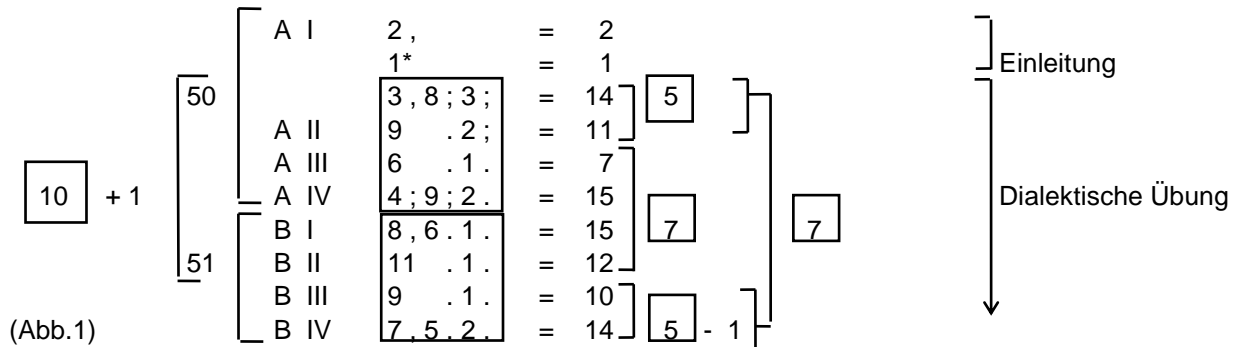 A I 2, = 2
1* = 1 Einleitung
50 3,8;3; = 14 5
A II 9 .2; = 11
A III 6 .1. = 7
10 + 1 A IV 4;9;2. = 15 Dialektische Übung
B I 8,6.1. = 15 7 7
51 B II 11 .1. = 12
B III 9 .1. = 10
(Abb.1) B IV 7,5.2. = 14 5 - 1